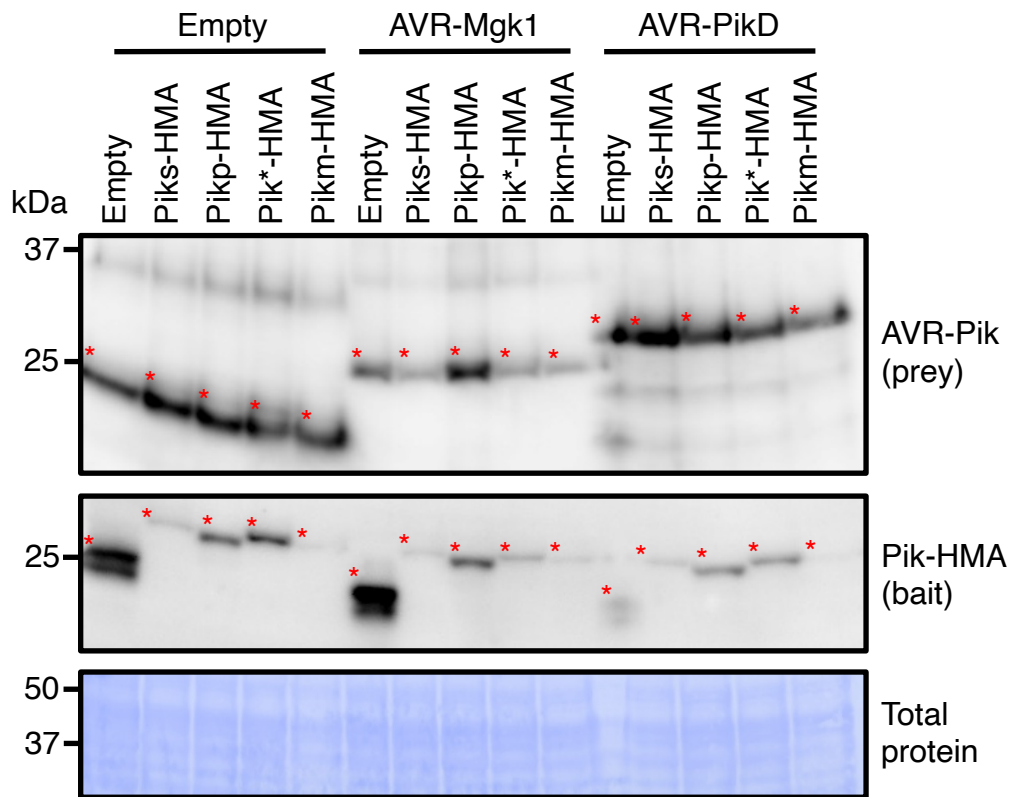 Empty AVR-Mgk1 AVR-PikD
Empty Piks-HMA Pikp-HMA Pik*-HMA Pikm-HMA Empty Piks-HMA Pikp-HMA Pik*-HMA Pikm-HMA Empty Piks-HMA Pikp-HMA Pik*-HMA Pikm-HMA
kDa
37
25
AVR-Pik
(prey)
25
Pik-HMA
(bait)
50
37
Total
protein